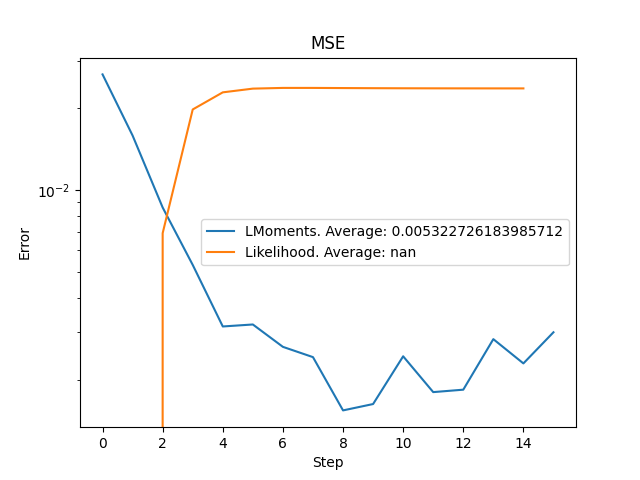 MSE
10⁻²
Error
LMoments. Average: 0.005322726183985712
Likelihood. Average: nan
0 2 4 6 8 10 12 14
Step